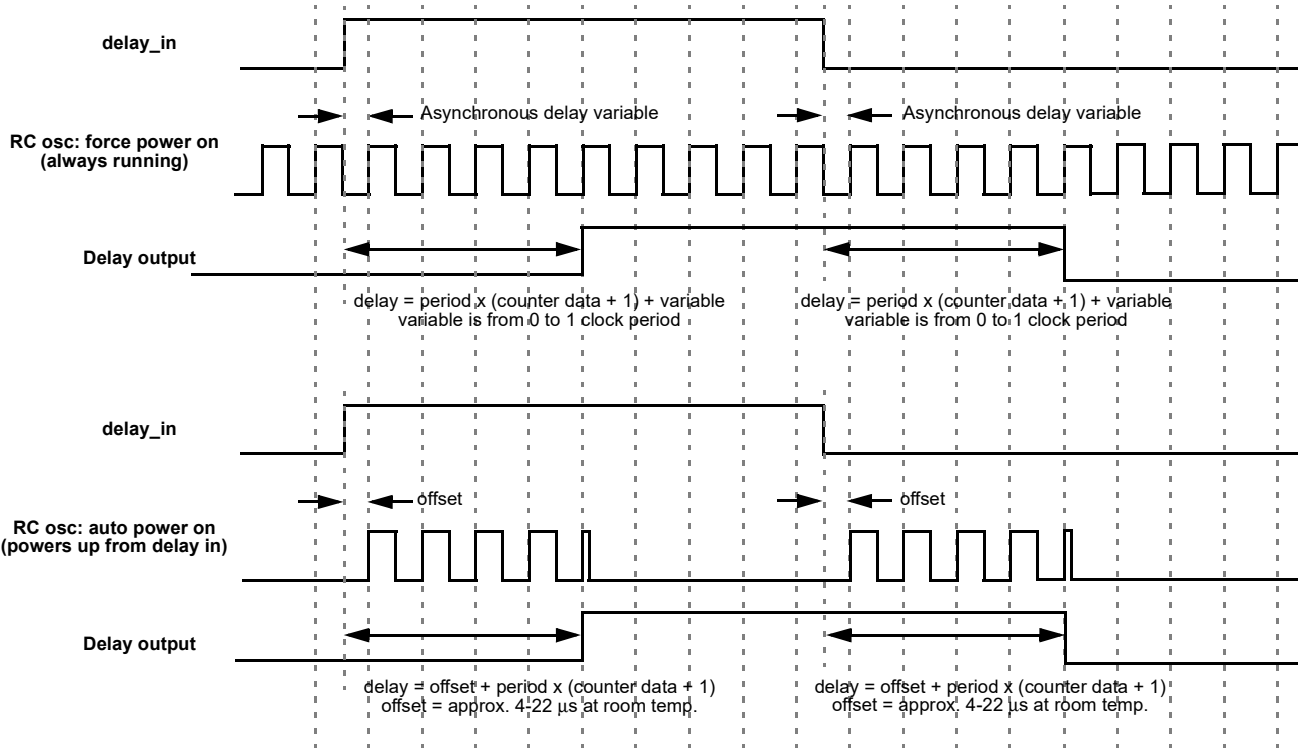 delay_in
Asynchronous delay variable
Asynchronous delay variable
RC osc: force power on
(always running)
Delay output
delay = period x (counter data + 1) + variable
variable is from 0 to 1 clock period
delay = period x (counter data + 1) + variable
variable is from 0 to 1 clock period
delay_in
offset
offset
RC osc: auto power on
(powers up from delay in)
Delay output
delay = offset + period x (counter data + 1)
offset = approx. 4-22 μs at room temp.
delay = offset + period x (counter data + 1)
offset = approx. 4-22 μs at room temp.